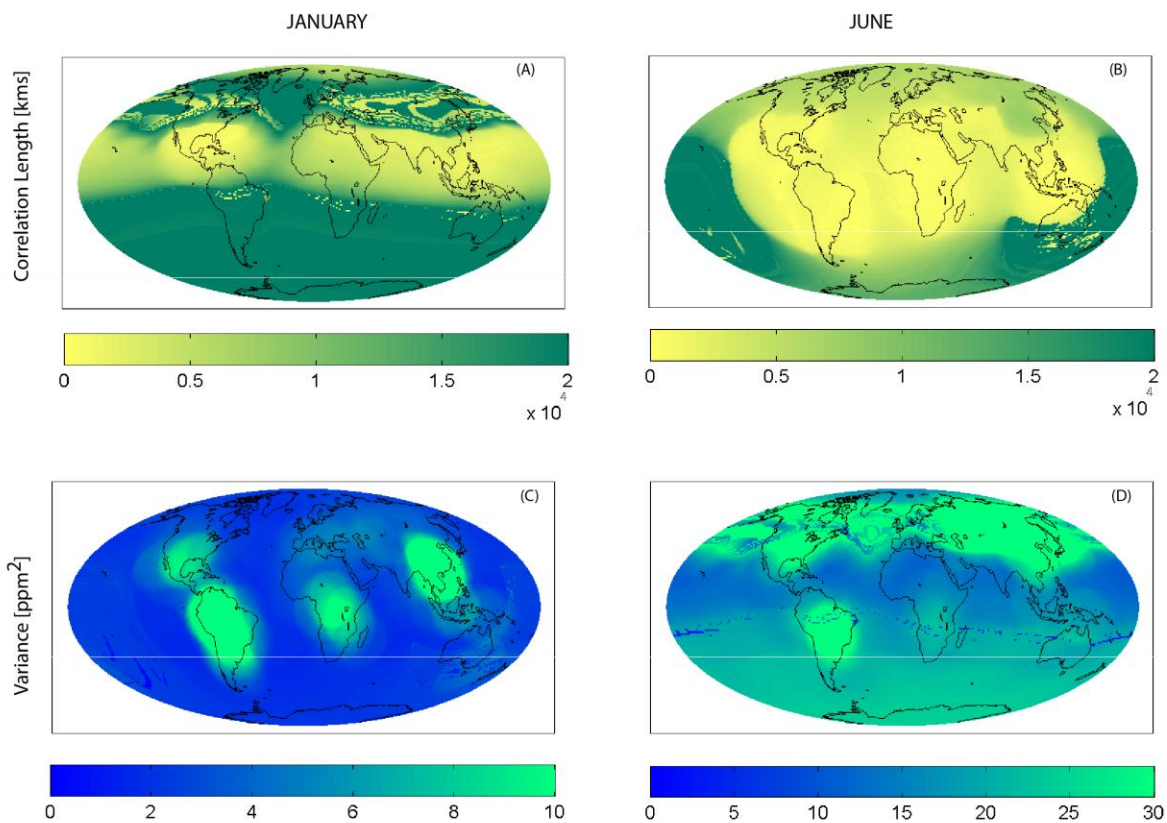 JANUARY
JUNE
Correlation Length [kms]
(A)
(B)
0 0.5 1 1.5 2
x 10 4
0 0.5 1 1.5 2
x 10 4
Variance [ppm2]
(C)
(D)
0 2 4 6 8 10
0 5 10 15 20 25 30